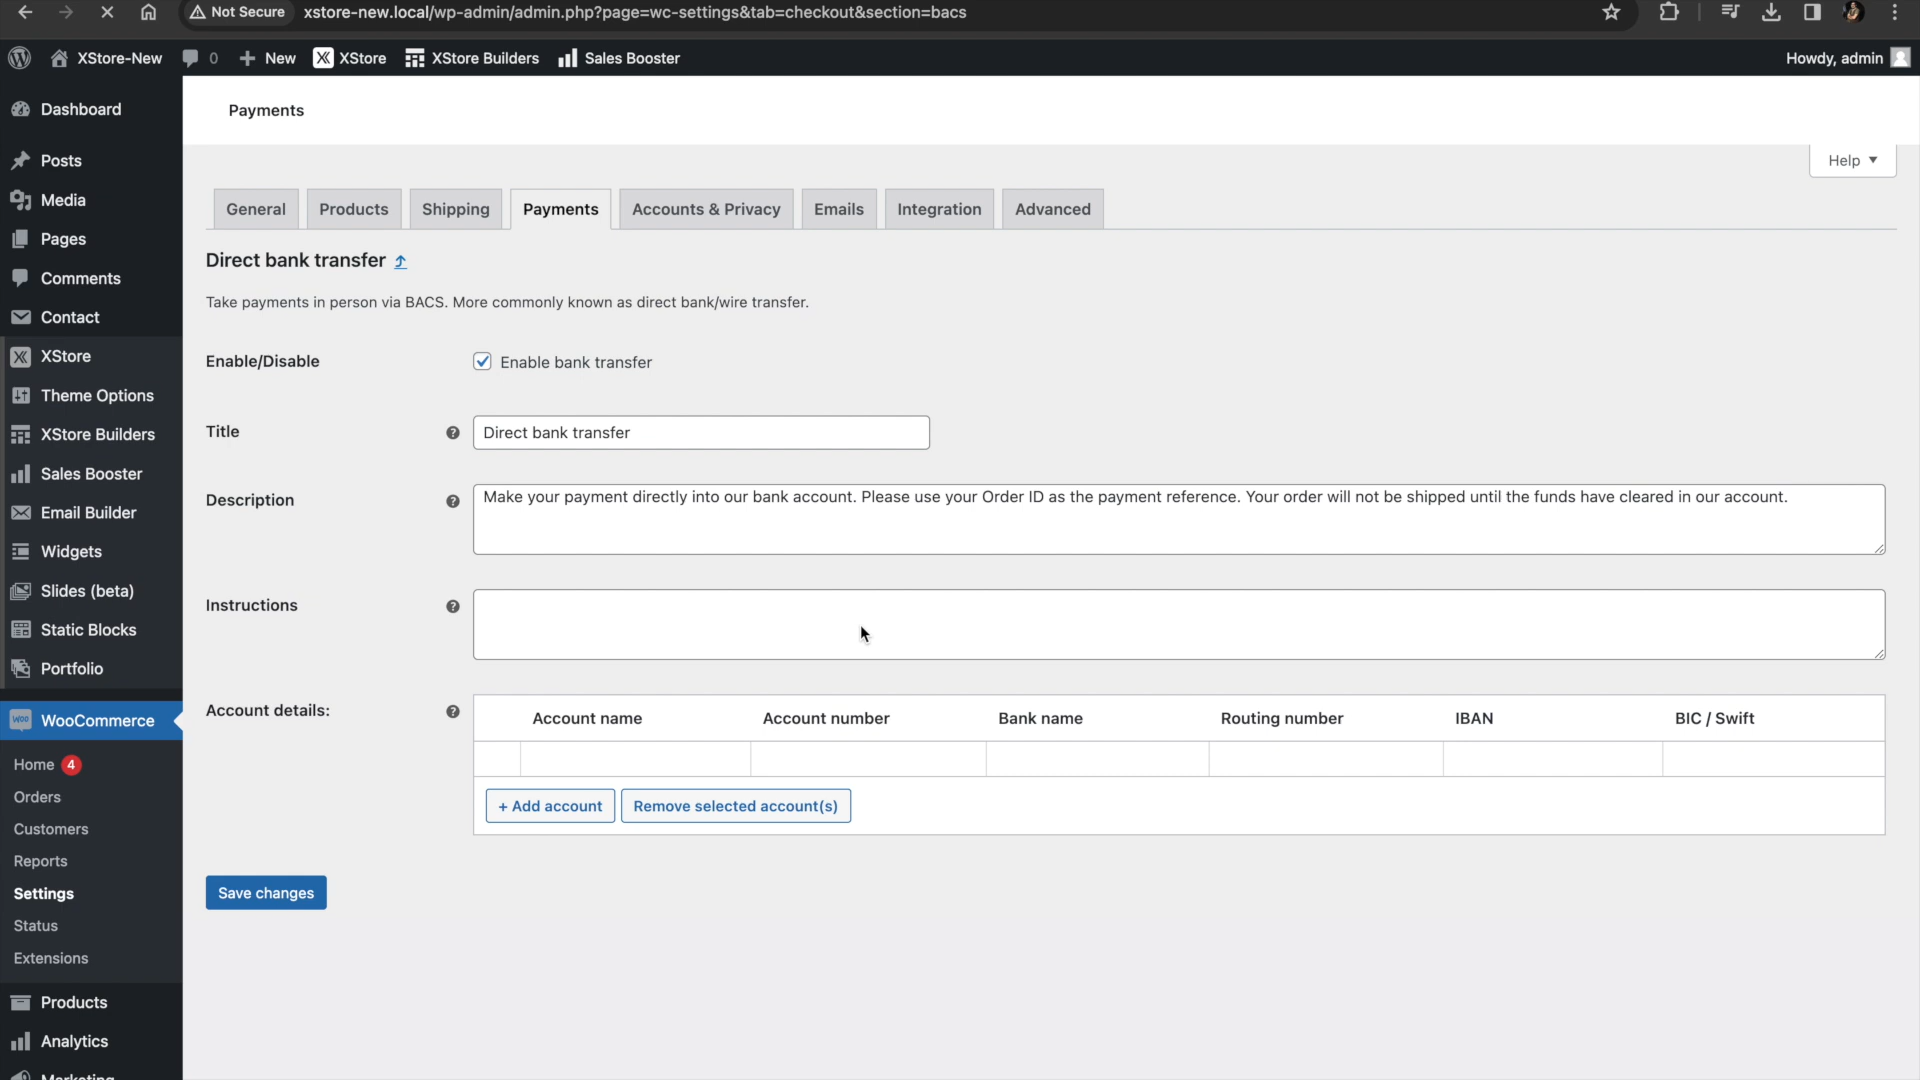 Not Secure
xstore-new.local/wp-admin/admin.php?page=wc-settings&tab=checkout&section=bacs
XStore-New
0
New
XStore
XStore Builders
Sales Booster
Howdy, admin
Dashboard
Posts
Media
Pages
Comments
Contact
XStore
Theme Options
XStore Builders
Sales Booster
Email Builder
Widgets
Slides (beta)
Static Blocks
Portfolio
WooCommerce
Home 4
Orders
Customers
Reports
Settings
Status
Extensions
Products
Analytics
Marketing
Payments
Help
General
Products
Shipping
Payments
Accounts & Privacy
Emails
Integration
Advanced
Direct bank transfer
Take payments in person via BACS. More commonly known as direct bank/wire transfer.
Enable/Disable
Enable bank transfer
Title
Direct bank transfer
Description
Make your payment directly into our bank account. Please use your Order ID as the payment reference. Your order will not be shipped until the funds have cleared in our account.
Instructions
Account details:
Account name
Account number
Bank name
Routing number
IBAN
BIC / Swift
+ Add account
Remove selected account(s)
Save changes